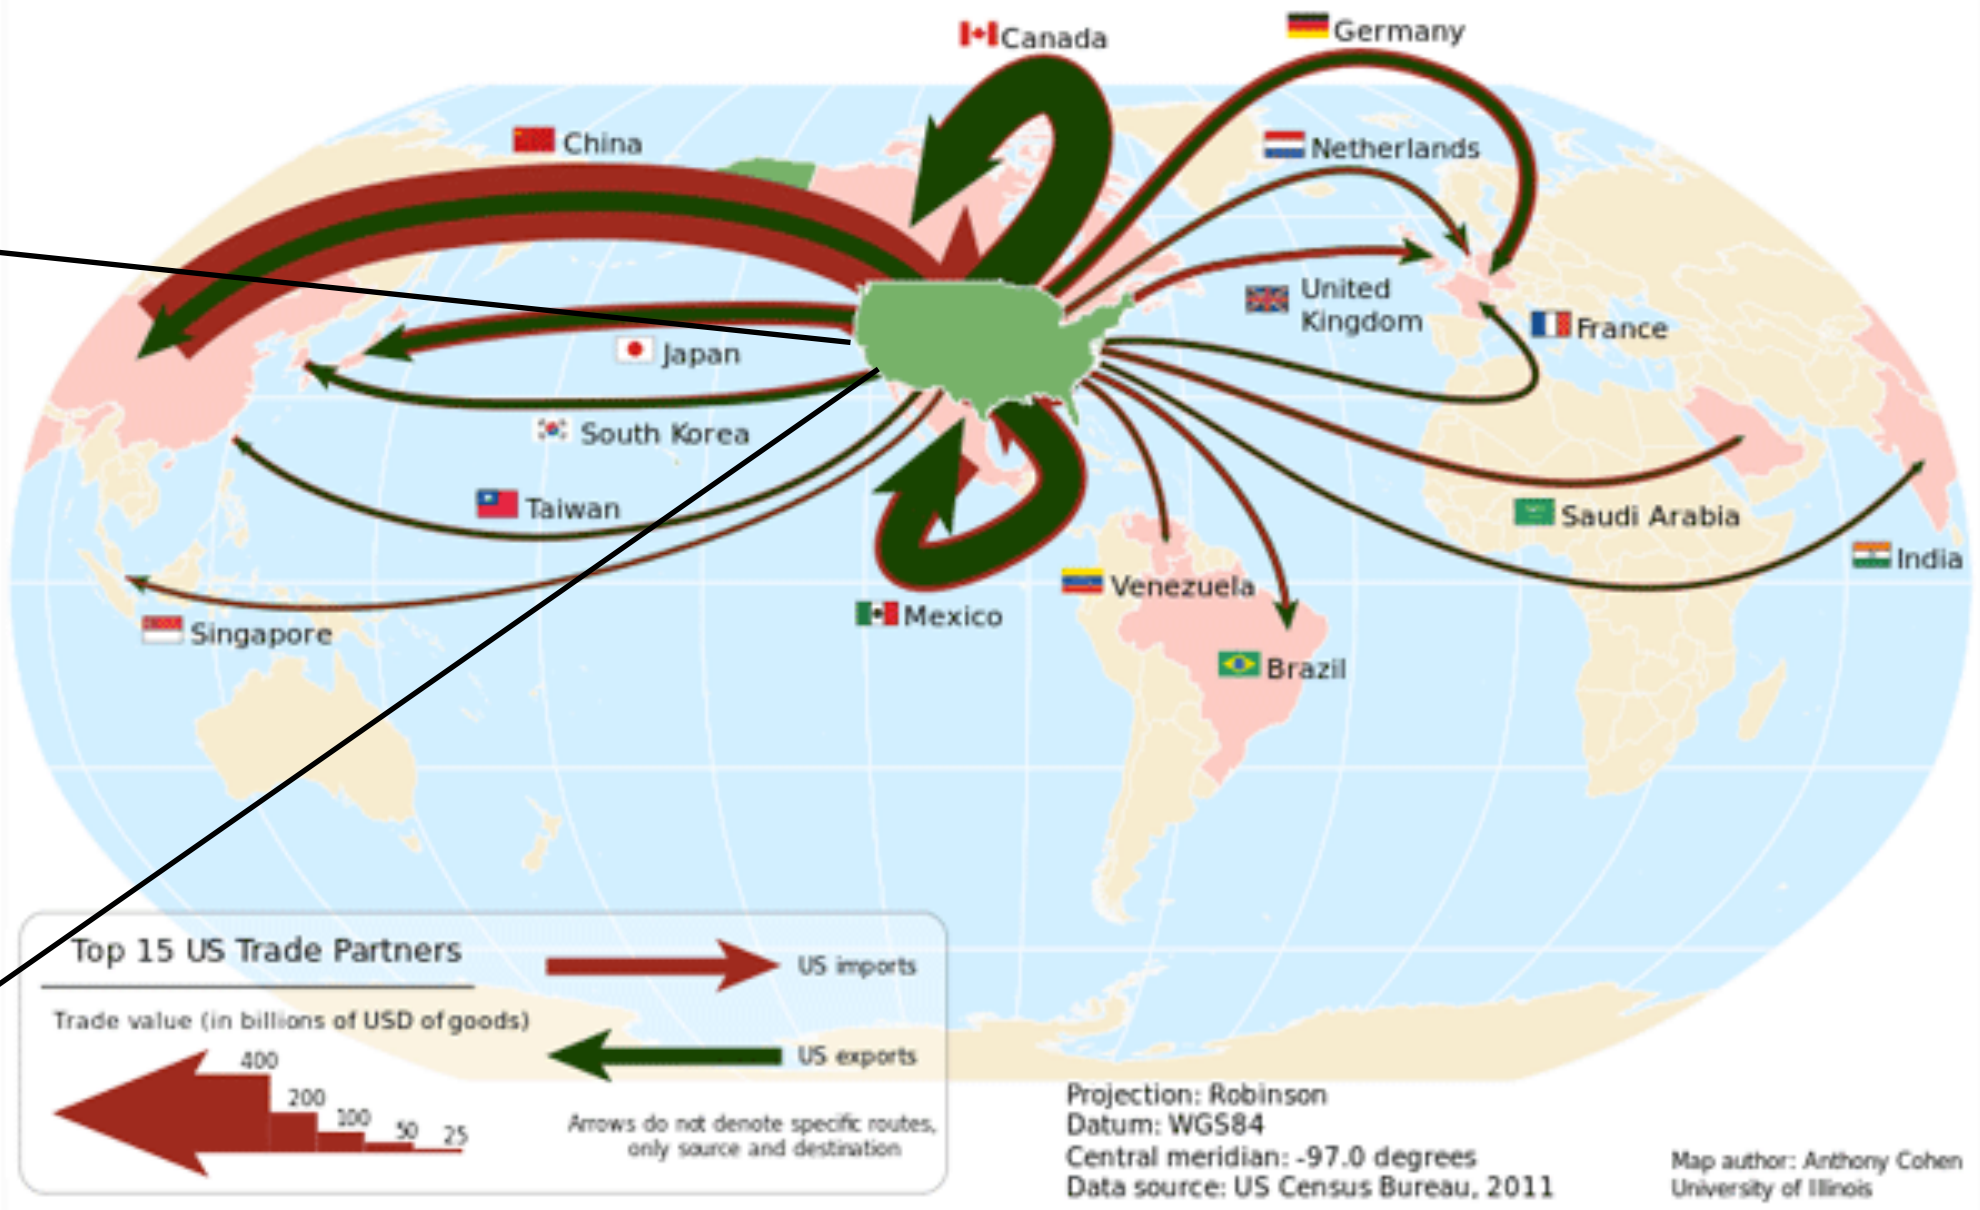 Canada
Germany
China
Netherlands
United
Kingdom
France
Japan
South Korea
Taiwan
Saudi Arabia
India
Venezuela
Mexico
Singapore
Brazil
Top 15 US Trade Partners
US imports
Trade value (in billions of USD of goods)
US exports
400
200
100
50
25
Arrows do not denote specific routes,
only source and destination
Projection: Robinson
Datum: WGS84
Central meridian: -97.0 degrees
Data source: US Census Bureau, 2011
Map author: Anthony Cohen
University of Illinois